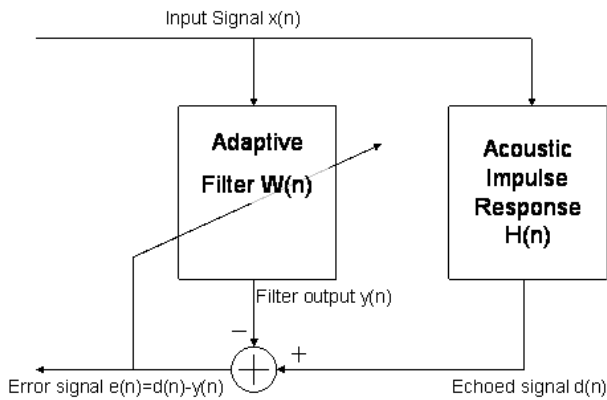 Input Signal x(n)
Adaptive
Filter W(n)
Acoustic
Impulse
Response
H(n)
Filter output y(n)
−
+
+
Error signal e(n)=d(n)-y(n)
Echoed signal d(n)